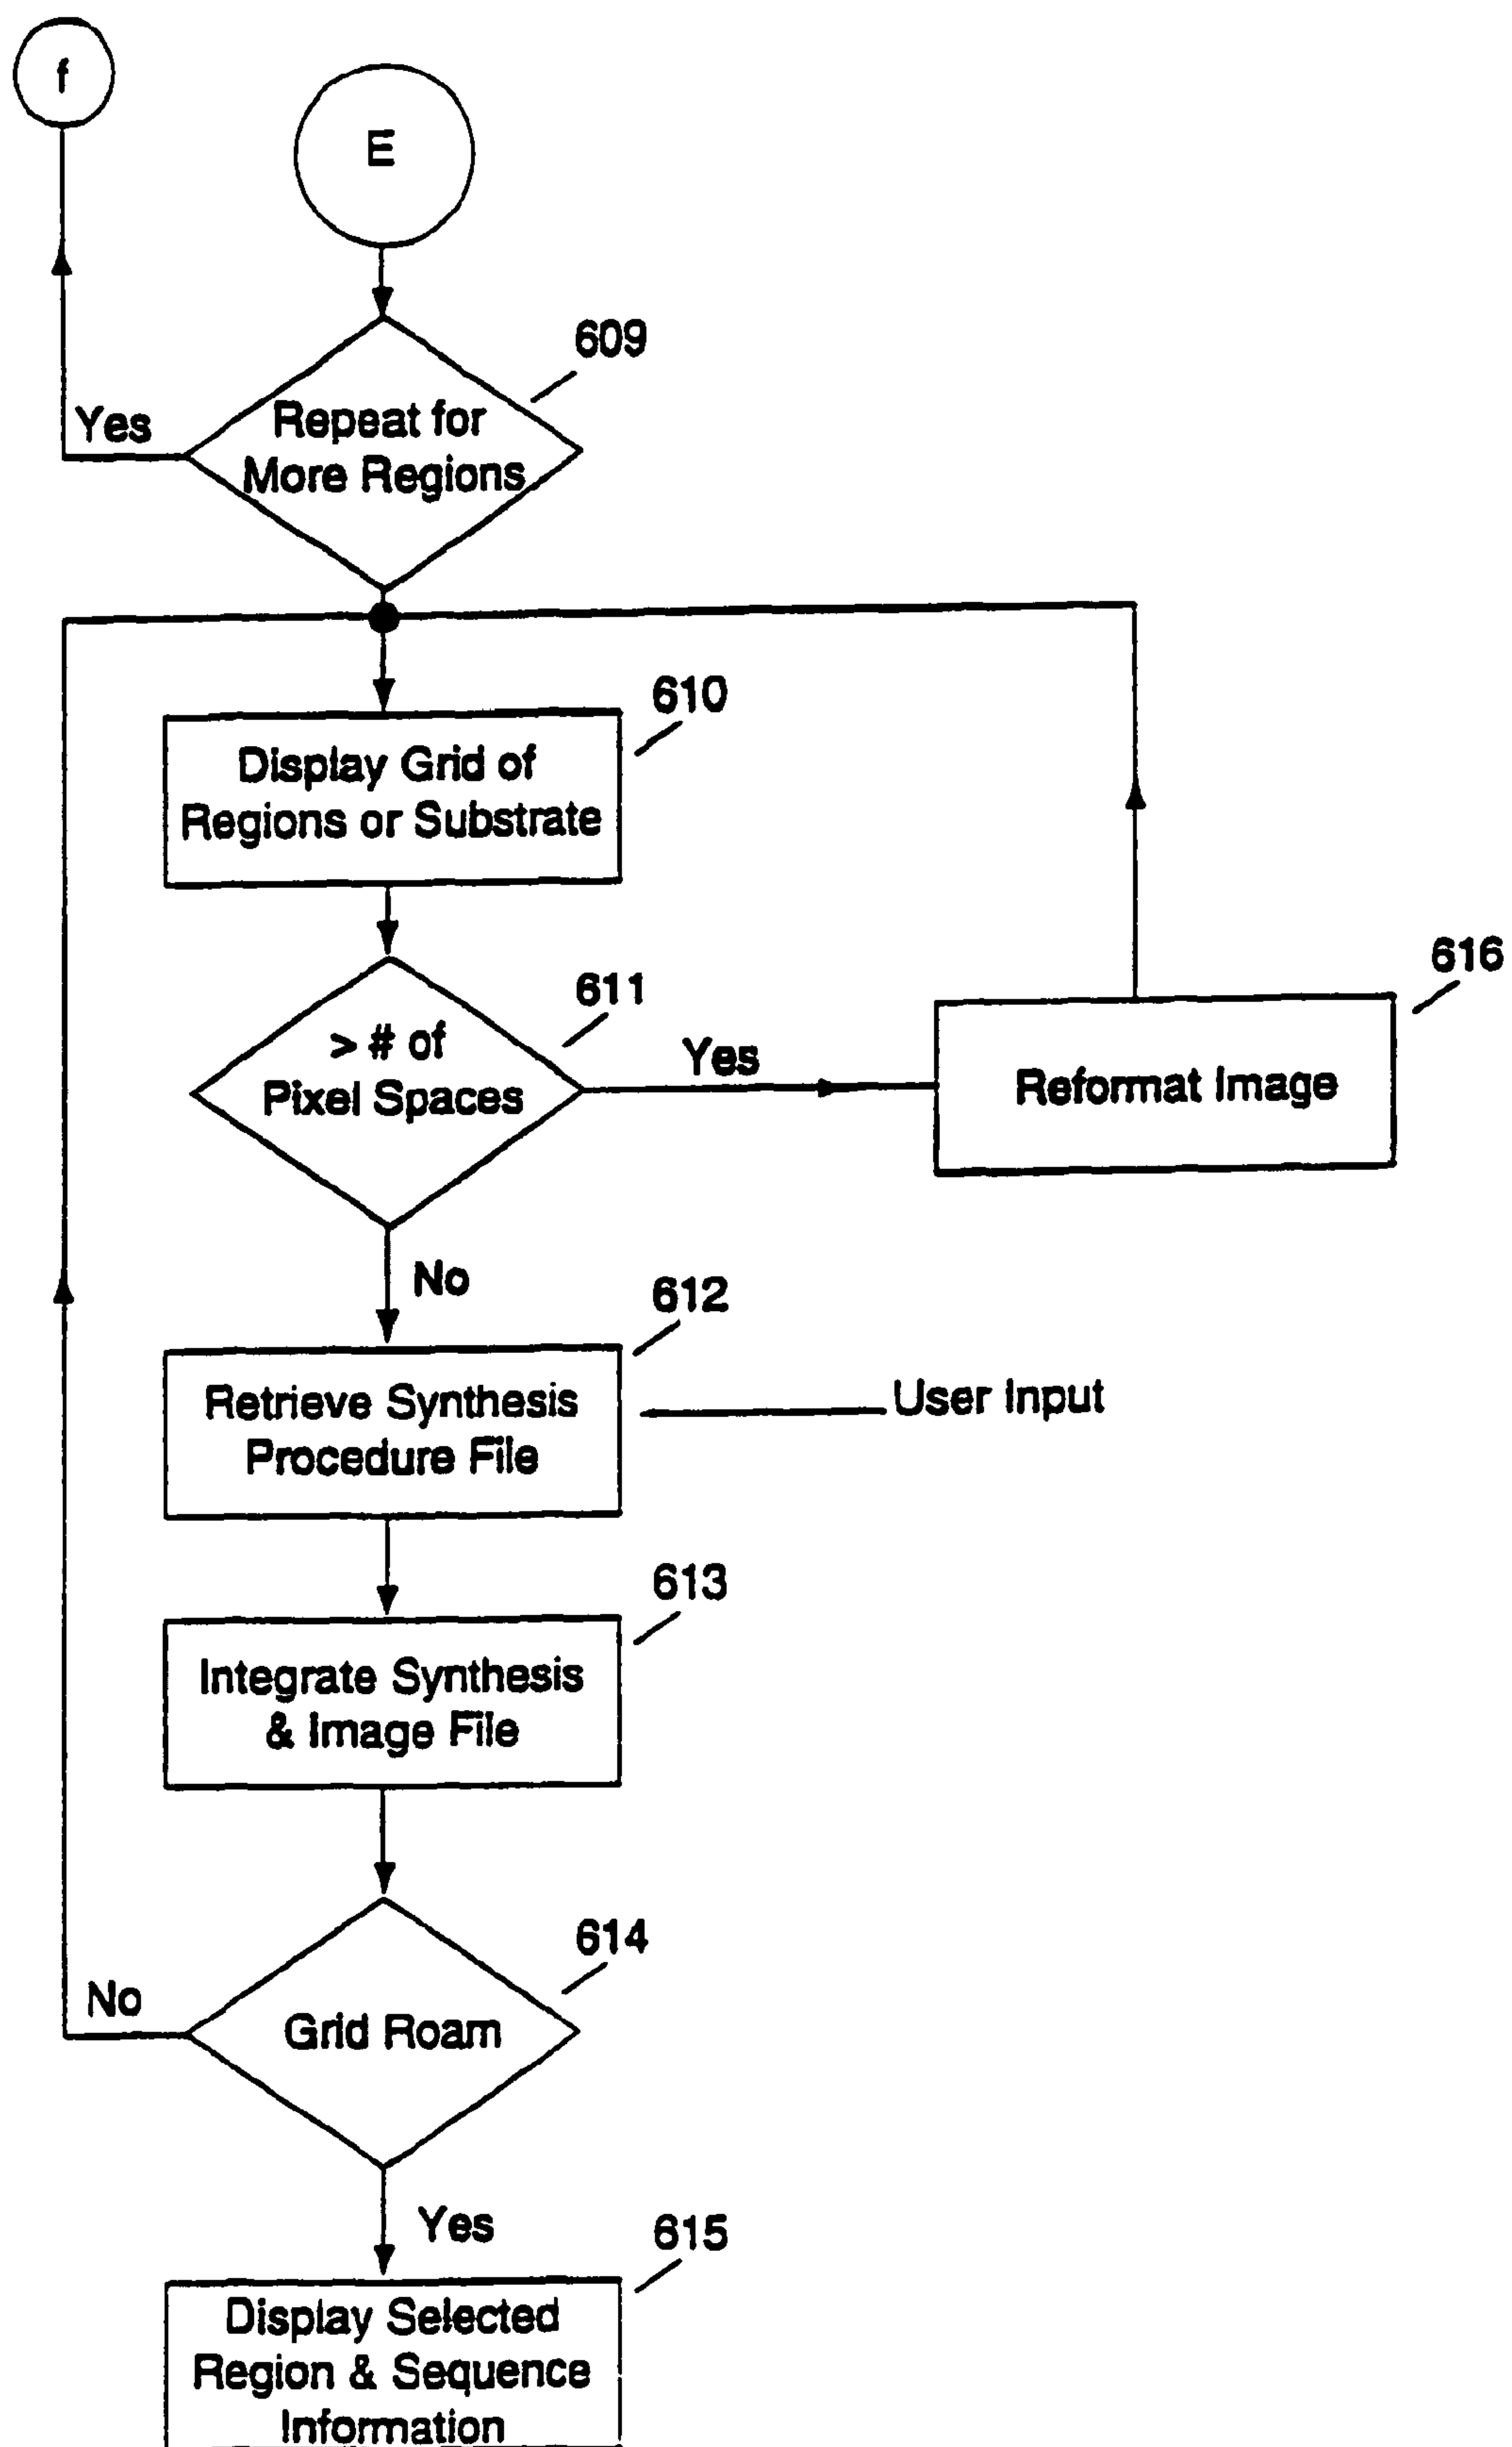 f
E
609
Yes
Repeat for
More Regions
610
Display Grid of
Regions or Substrate
611
616
> # of
Pixel Spaces
Yes
Reformat Image
No
612
Retrieve Synthesis
Procedure File
User Input
613
Integrate Synthesis
& Image File
614
No
Grid Roam
Yes
615
Display Selected
Region & Sequence
Information